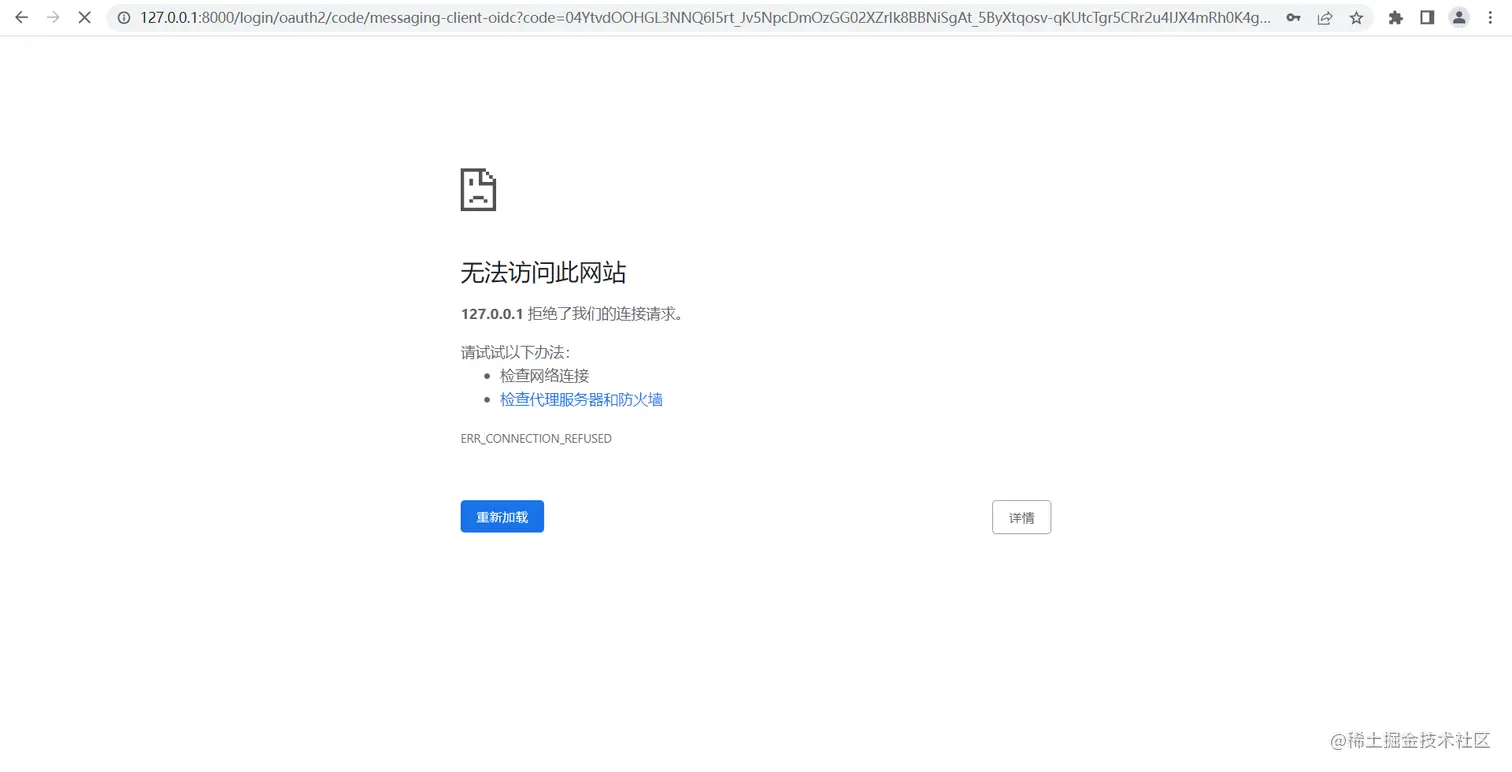 127.0.0.1:8000/login/oauth2/code/messaging-client-oidc?code=04YtvdOOHGL3NNQ6I5rt_Jv5NpcDmOzGG02XZrIk8BBNiSgAt_5ByXtqosv-qKUtcTgr5CRr2u4IJX4mRh0K4g...
无法访问此网站
127.0.0.1 拒绝了我们的连接请求。
请试试以下办法：
检查网络连接
检查代理服务器和防火墙
ERR_CONNECTION_REFUSED
重新加载
详情
@稀土掘金技术社区